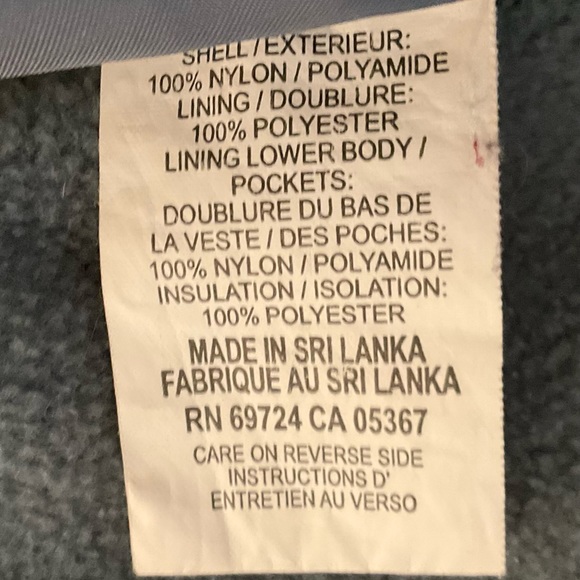 SHELL / EXTERIEUR:
100% NYLON / POLYAMIDE
LINING / DOUBLURE:
100% POLYESTER
LINING LOWER BODY /
POCKETS:
DOUBLURE DU BAS DE
LA VESTE / DES POCHES:
100% NYLON / POLYAMIDE
INSULATION / ISOLATION:
100% POLYESTER
MADE IN SRI LANKA
FABRIQUE AU SRI LANKA
RN 69724 CA 05367
CARE ON REVERSE SIDE
INSTRUCTIONS D'
ENTRETIEN AU VERSO